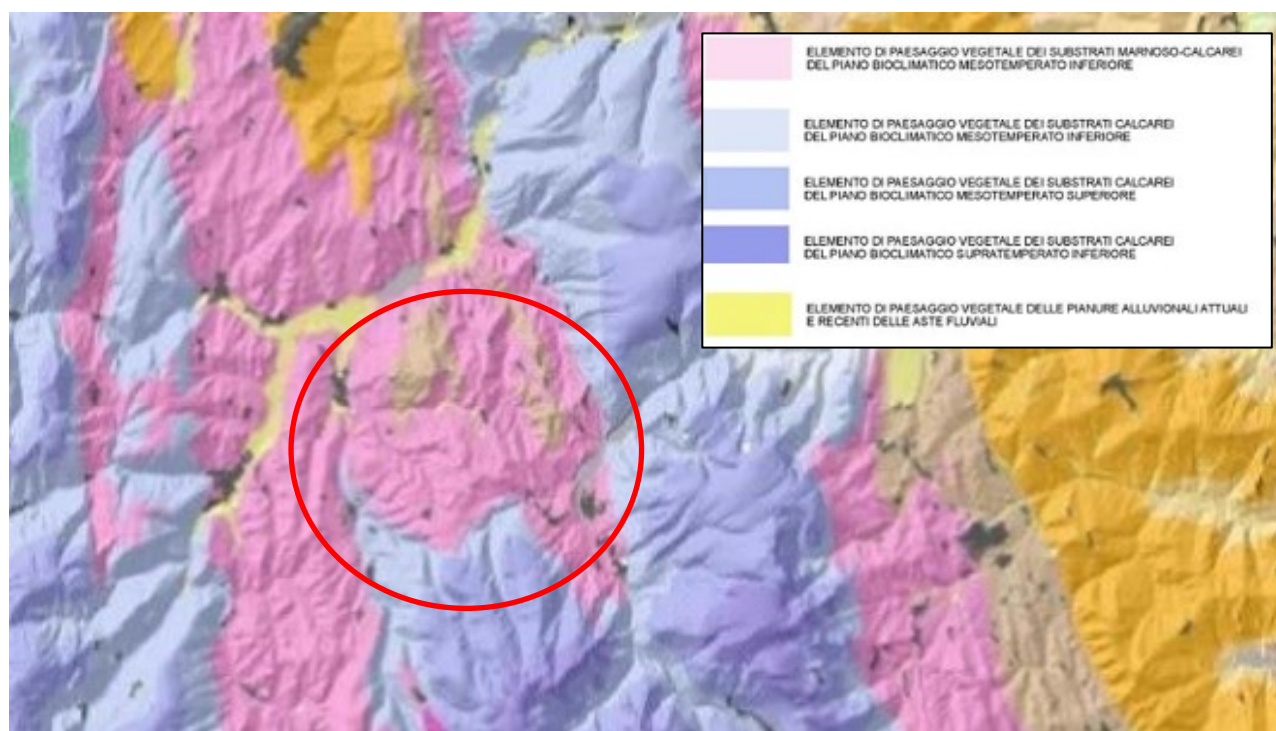 ELEMENTO DI PAESAGGIO VEGETALE DEI SUBSTRATI MARNOSO-CALCAREI
DEL PIANO BIOCLIMATICO MESOTEMPERATO INFERIORE
ELEMENTO DI PAESAGGIO VEGETALE DEI SUBSTRATI CALCAREI
DEL PIANO BIOCLIMATICO MESOTEMPERATO INFERIORE
ELEMENTO DI PAESAGGIO VEGETALE DEI SUBSTRATI CALCAREI
DEL PIANO BIOCLIMATICO MESOTEMPERATO SUPERIORE
ELEMENTO DI PAESAGGIO VEGETALE DEI SUBSTRATI CALCAREI
DEL PIANO BIOCLIMATICO SUPRATEMPERATO INFERIORE
ELEMENTO DI PAESAGGIO VEGETALE DELLE PIANURE ALLUVIONALI ATTUALI
E RECENTI DELLE ASTE FLUVIALI